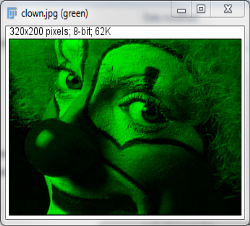 clown.jpg (green)
320x200 pixels; 8-bit; 62K